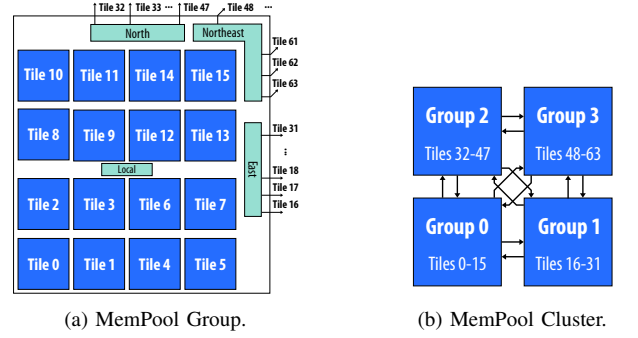 Tile 32 Tile 33 ... Tile 47 Tile 48 ...
North Northeast
Tile 61
Tile 62
Tile 63
Tile 10 Tile 11 Tile 14 Tile 15
Tile 8 Tile 9 Tile 12 Tile 13
Tile 31
...
Local
East
Tile 18
Tile 17
Tile 16
Tile 2 Tile 3 Tile 6 Tile 7
Tile 0 Tile 1 Tile 4 Tile 5
(a) MemPool Group.
Group 2 Group 3
Tiles 32-47 Tiles 48-63
Group 0 Group 1
Tiles 0-15 Tiles 16-31
(b) MemPool Cluster.